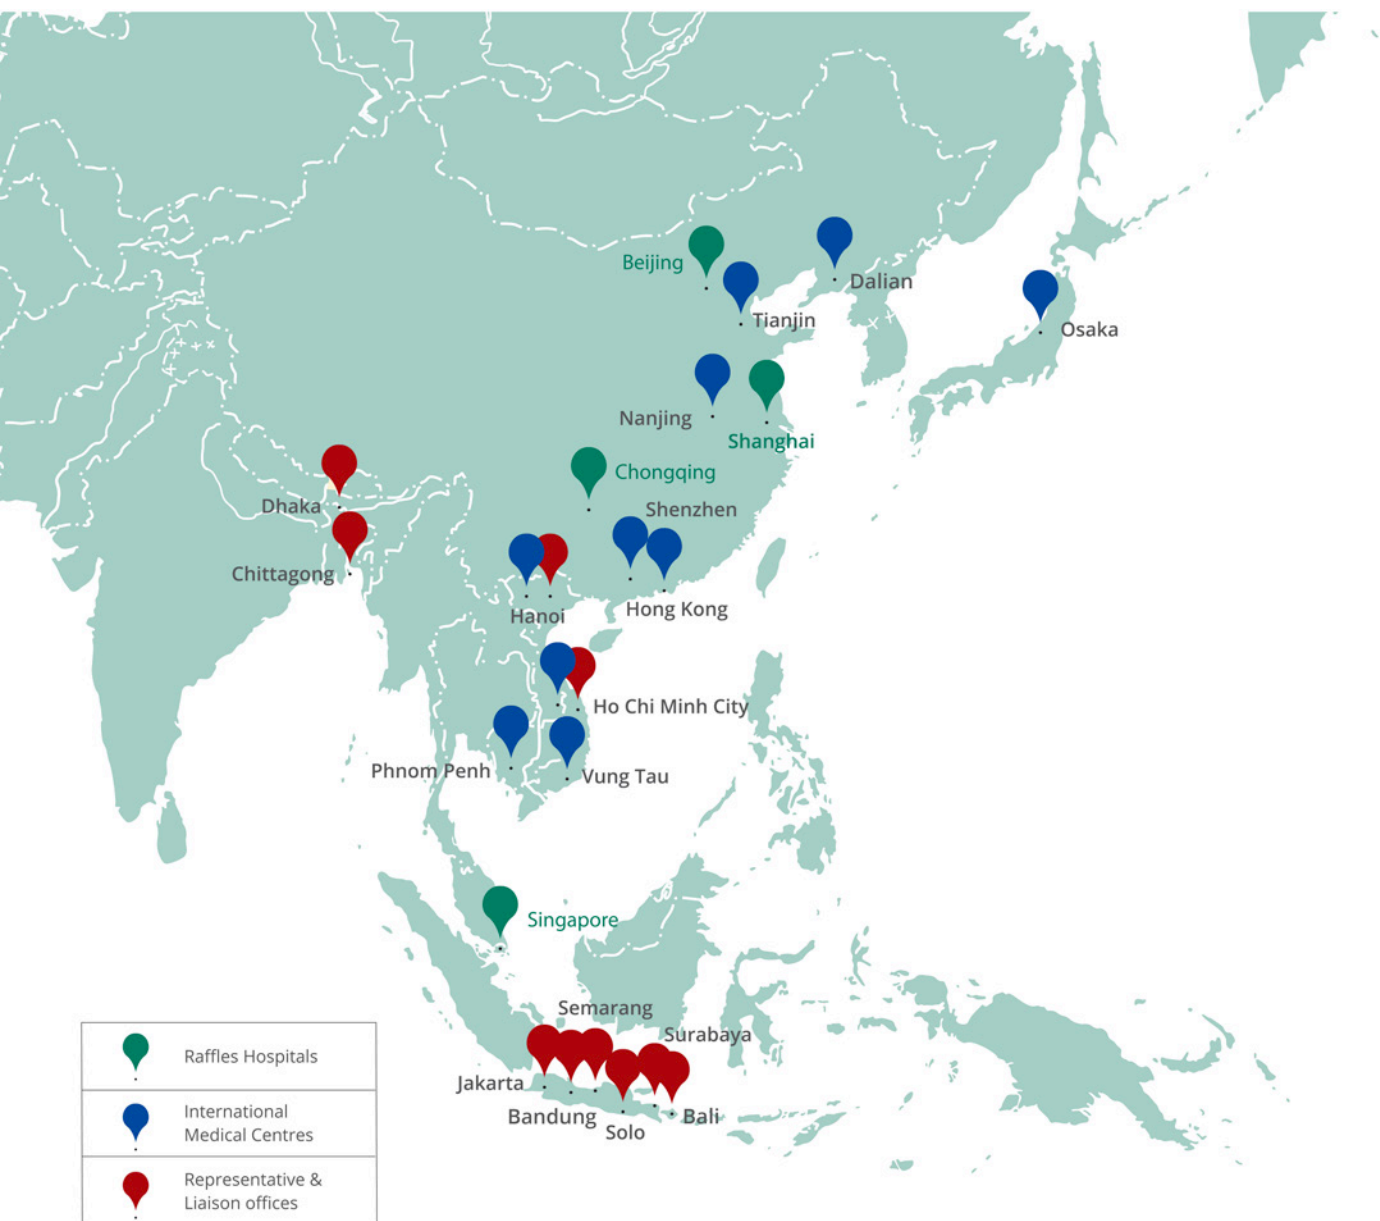 Beijing
Dalian
Tianjin
Osaka
Nanjing
Shanghai
Chongqing
Dhaka
Shenzhen
Chittagong
Hong Kong
Hanoi
Ho Chi Minh City
Phnom Penh
Vung Tau
Singapore
Semarang
Surabaya
Jakarta
Bandung
Bali
Solo
Raffles Hospitals
International
Medical Centres
Representative &
Liaison offices